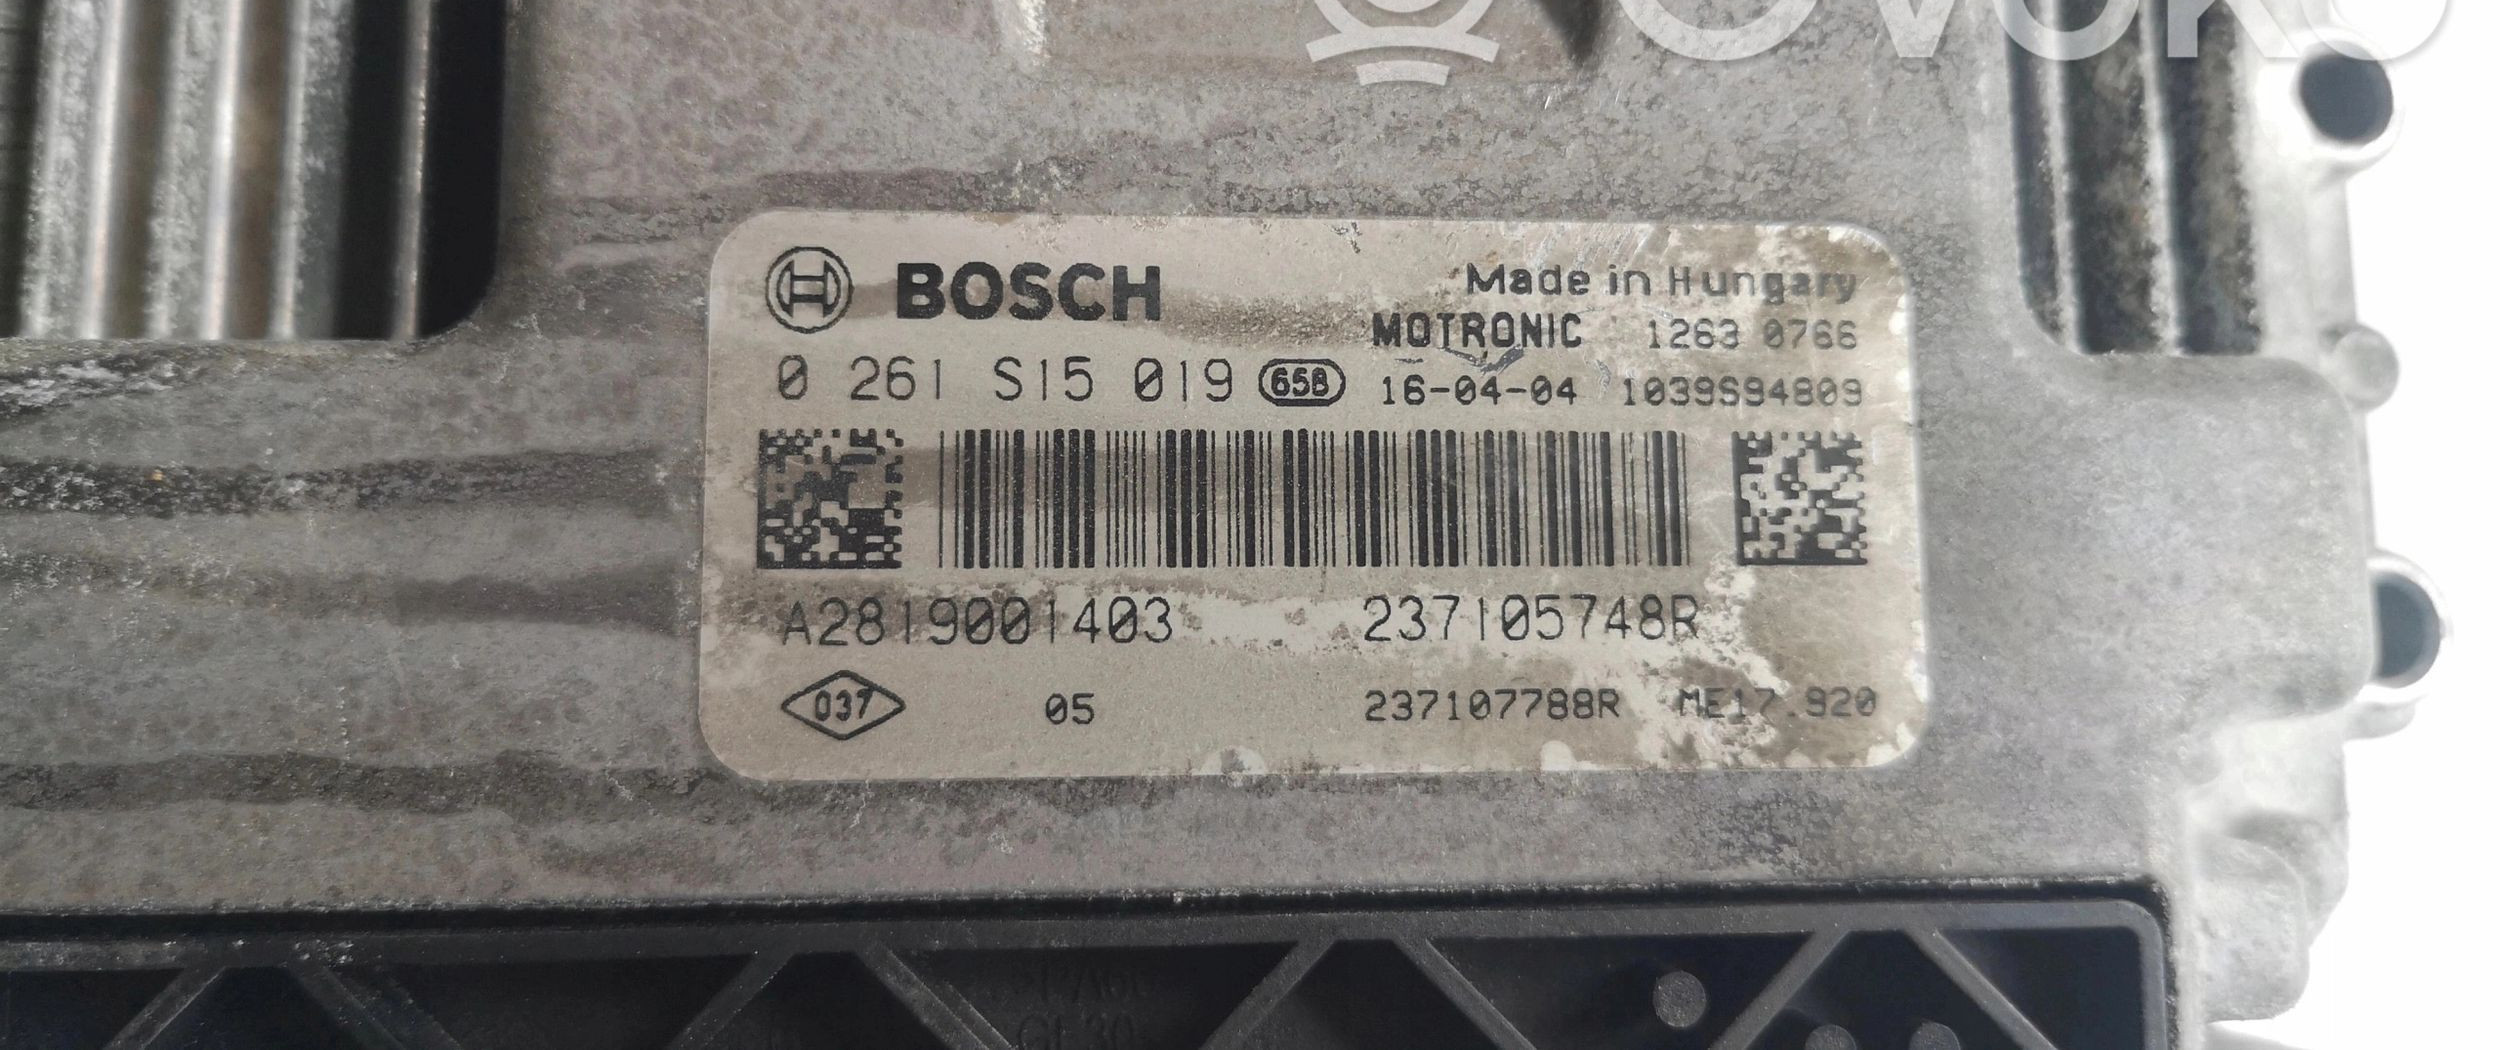 BOSCH
Made in Hungary
MOTRONIC 1263 0766
0 261 S15 019 65B 16-04-04 1039S94809
A2819001403 237105748R
037 05 237107788R ME17.920